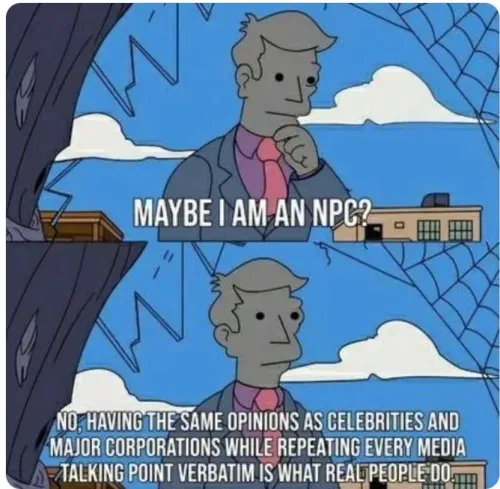 MAYBE I AM AN NPC?
NO, HAVING THE SAME OPINIONS AS CELEBRITIES AND
MAJOR CORPORATIONS WHILE REPEATING EVERY MEDIA
TALKING POINT VERBATIM IS WHAT REAL PEOPLE DO.